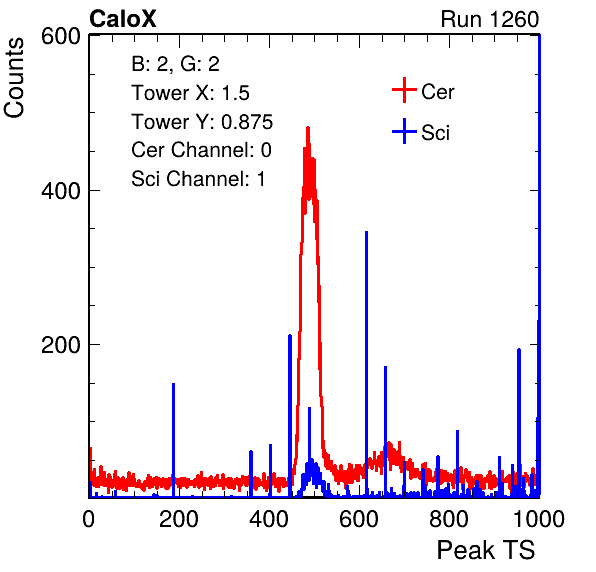 CaloX Run 1260
Counts
600
400
200
B: 2, G: 2
Tower X: 1.5
Tower Y: 0.875
Cer Channel: 0
Sci Channel: 1
Cer
Sci
0 200 400 600 800 1000
Peak TS